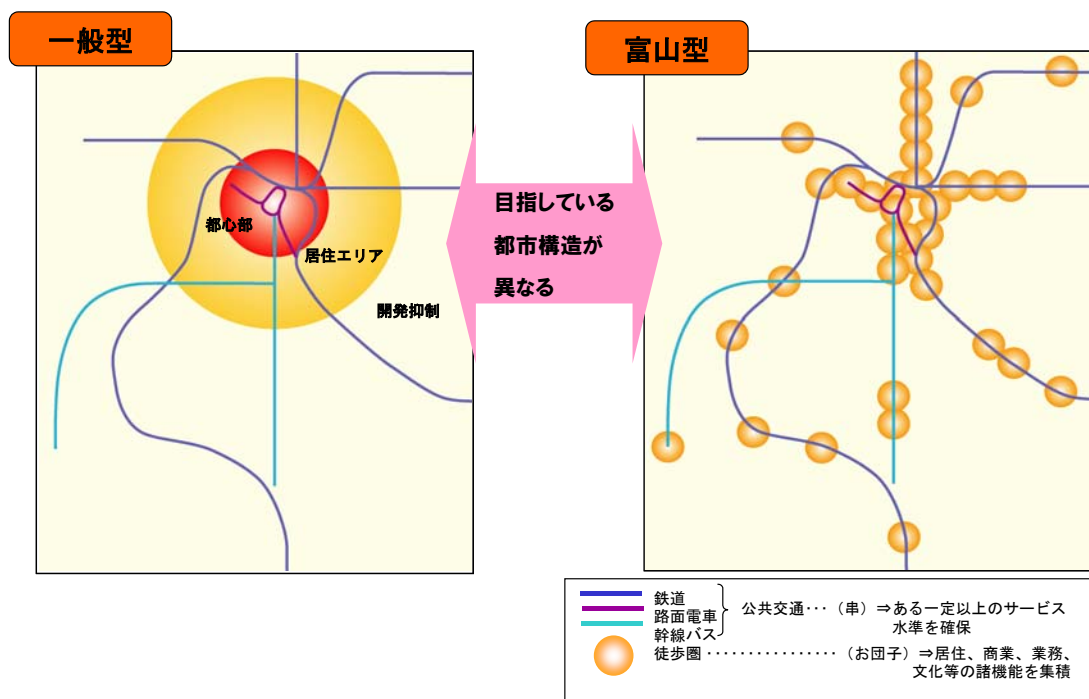 一般型
富山型
都心部
居住エリア
開発抑制
目指している
都市構造が
異なる
鉄道
路面電車
幹線バス
公共交通･･･（串）⇒ある一定以上のサービス
水準を確保
徒歩圏･････････････････（お団子）⇒居住、商業、業務、
文化等の諸機能を集積